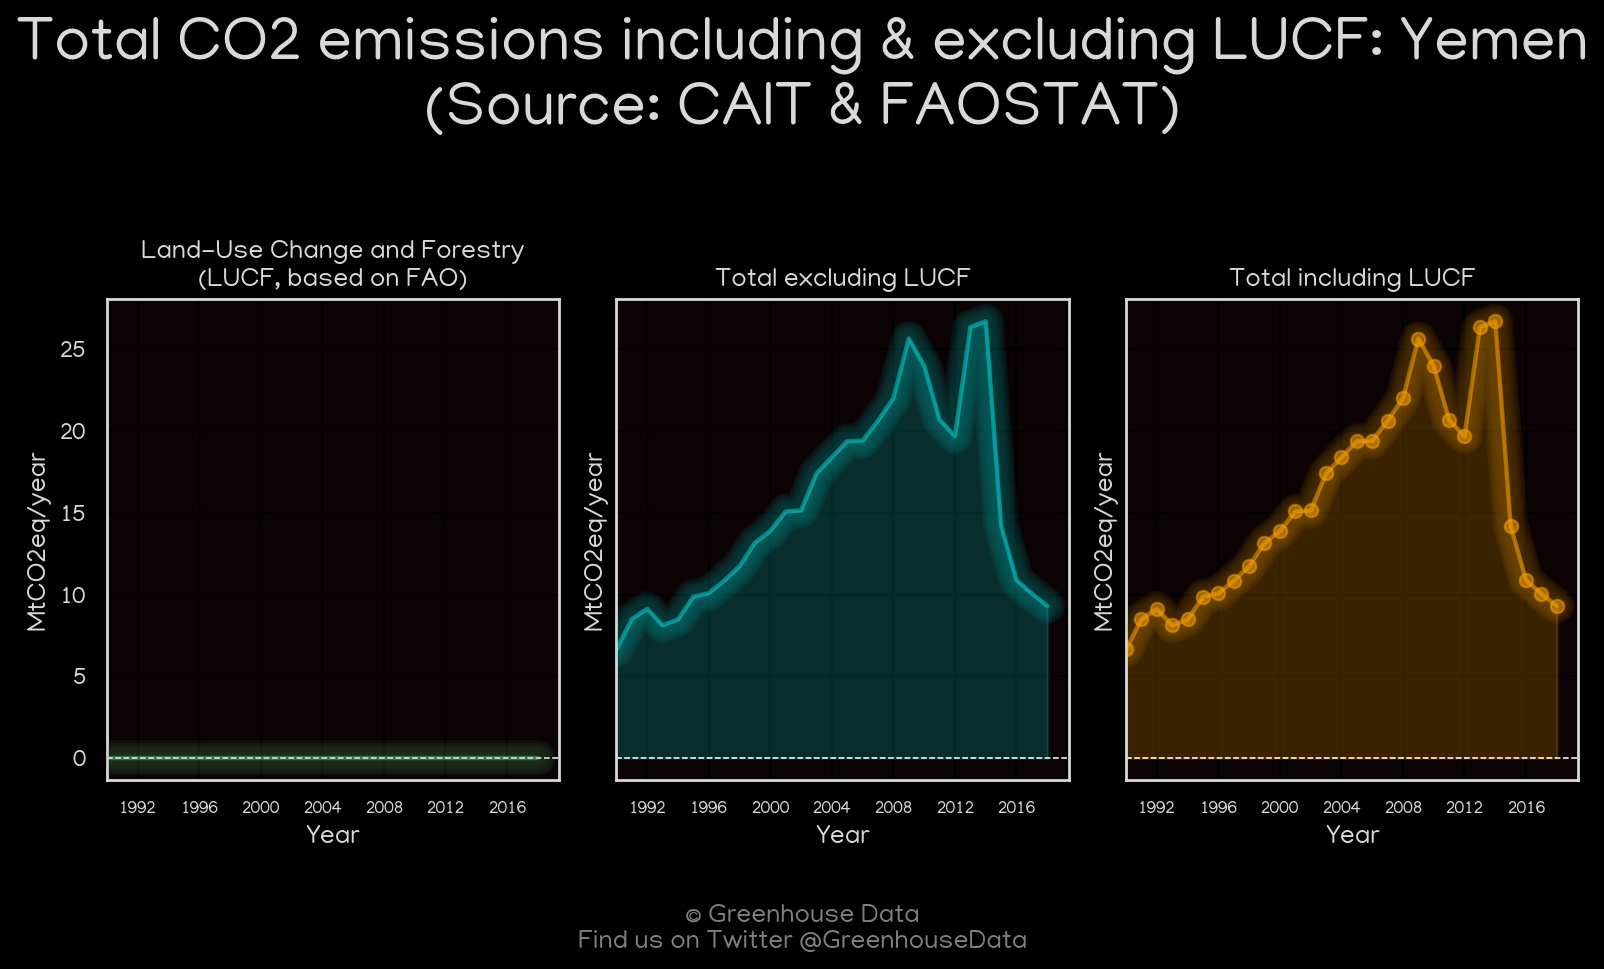 Total CO2 emissions including & excluding LUCF: Yemen
(Source: CAIT & FAOSTAT)
Land-Use Change and Forestry
(LUCF, based on FAO)
Total excluding LUCF
Total including LUCF
MtCO2eq/year
25
20
15
10
5
0
1992 1996 2000 2004 2008 2012 2016
Year
MtCO2eq/year
1992 1996 2000 2004 2008 2012 2016
Year
MtCO2eq/year
1992 1996 2000 2004 2008 2012 2016
Year
© Greenhouse Data
Find us on Twitter @GreenhouseData